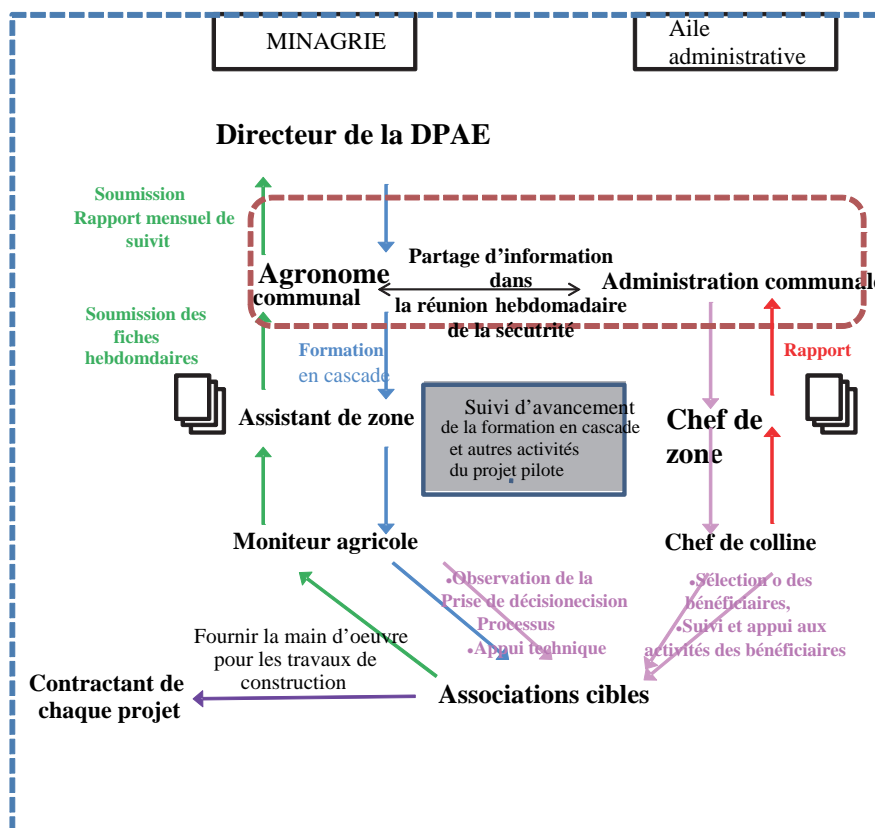 MINAGRIE
Aile
administrative
Directeur de la DPAE
Soumission
Rapport mensuel de
suivit
Agronome
communal
Partage d’information
dans
la réunion hebdomadaire
de la sécutrité
Administration communale
Soumission des
fiches
hebdomdaires
Formation
en cascade
Rapport
Assistant de zone
Suivi d’avancement
de la formation en cascade
et autres activités
du projet pilote
Chef de
zone
Moniteur agricole
Chef de colline
•Observation de la
Prise de décisionecision
Processus
•Appui technique
•Sélection o des
bénéficiaires,
•Suivi et appui aux
activités des bénéficiaires
Fournir la main d’oeuvre
pour les travaux de
construction
Contractant de
chaque projet
Associations cibles